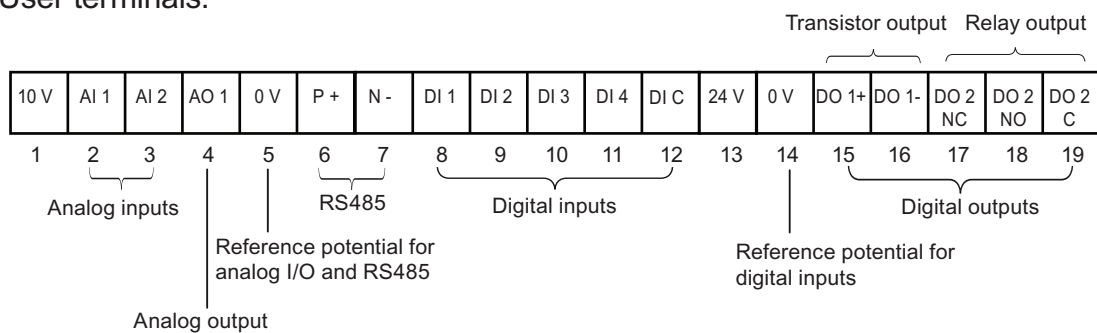 User terminals:
Transistor output Relay output
10 V AI 1 AI 2 AO 1 0 V P + N - DI 1 DI 2 DI 3 DI 4 DI C 24 V 0 V DO 1+ DO 1- DO 2 NC DO 2 NO DO 2 C
1 2 3 4 5 6 7 8 9 10 11 12 13 14 15 16 17 18 19
Analog inputs RS485 Digital inputs Digital outputs
Reference potential for
analog I/O and RS485
Reference potential for
digital inputs
Analog output